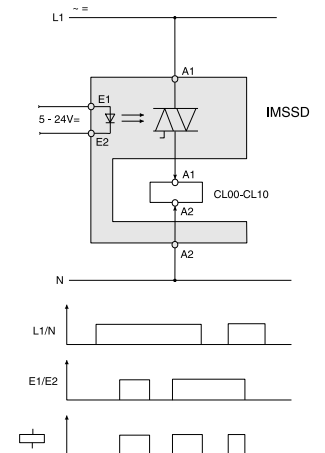 ~ =
L1
A1
E1
IMSSD
5 - 24V=
E2
A1
CL00-CL10
A2
A2
N
L1/N
E1/E2